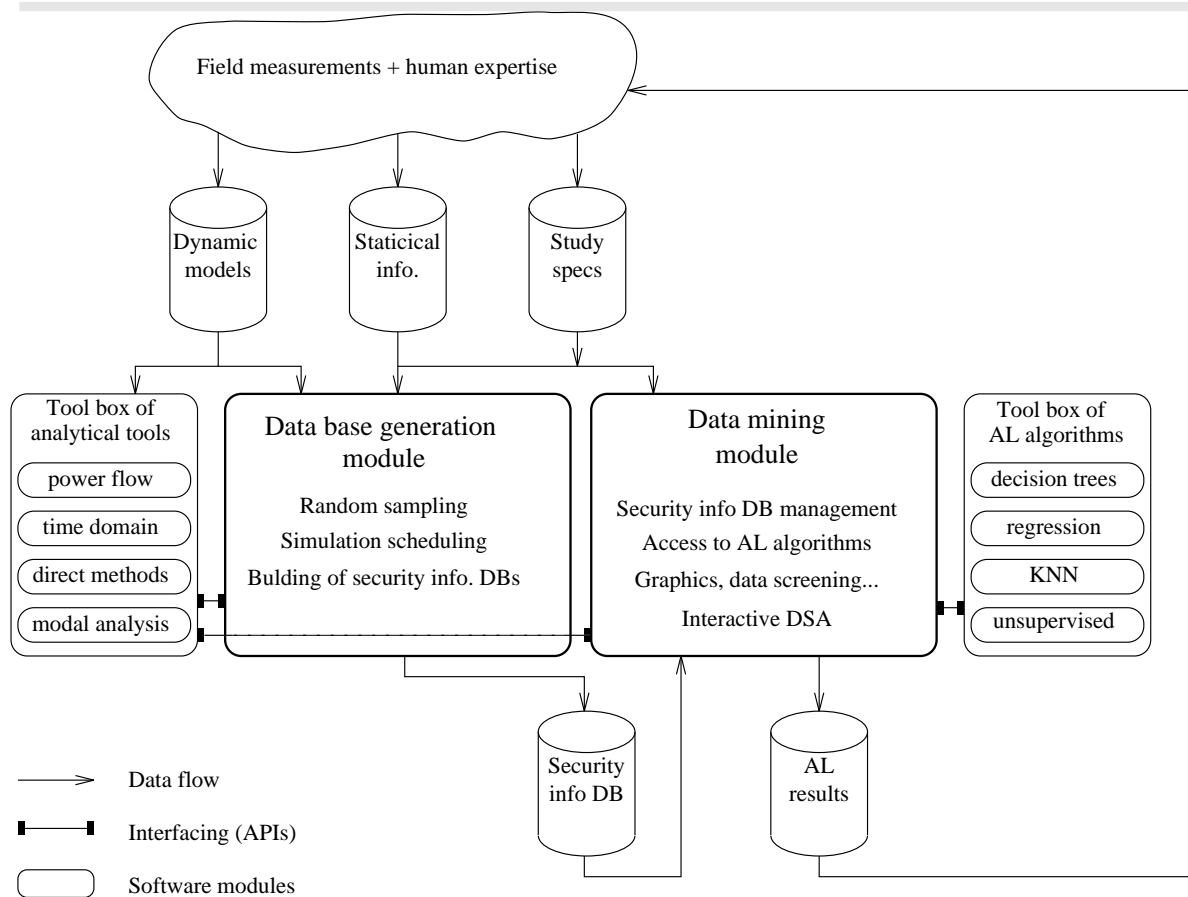 Field measurements + human expertise
Dynamic
models
Staticical
info.
Study
specs
Tool box of
analytical tools
power flow
time domain
direct methods
modal analysis
Data base generation
module
Random sampling
Simulation scheduling
Bulding of security info. DBs
Data mining
module
Security info DB management
Access to AL algorithms
Graphics, data screening...
Interactive DSA
Tool box of
AL algorithms
decision trees
regression
KNN
unsupervised
Security
info DB
AL
results
Data flow
Interfacing (APIs)
Software modules